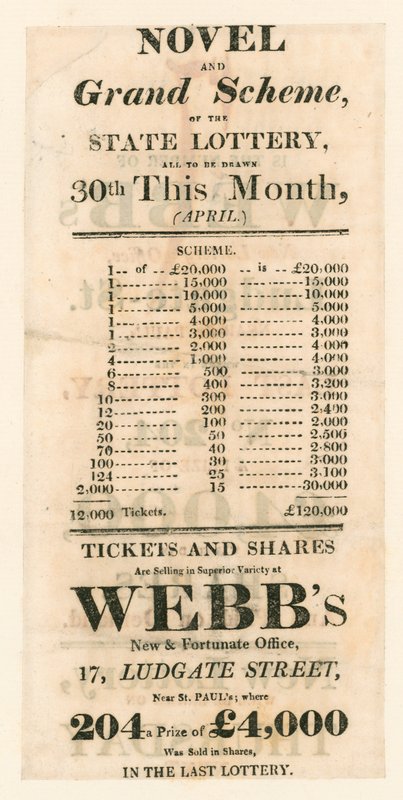 NOVEL
AND
Grand Scheme,
OF THE
STATE LOTTERY,
ALL TO BE DRAWN
30th This Month,
(APRIL.)
SCHEME.
1 -- of -- £20,000 -- is -- £20,000
1 ---------- 15,000 ---------- 15,000
1 ---------- 10,000 ---------- 10,000
1 ---------- 5,000 ---------- 5,000
1 ---------- 4,000 ---------- 4,000
1 ---------- 3,000 ---------- 3,000
2 ---------- 2,000 ---------- 4,000
4 ---------- 1,000 ---------- 4,000
6 ---------- 500 ---------- 3,000
8 ---------- 400 ---------- 3,200
10 ---------- 300 ---------- 3,000
12 ---------- 200 ---------- 2,400
20 ---------- 100 ---------- 2,000
50 ---------- 50 ---------- 2,500
70 ---------- 40 ---------- 2,800
100 ---------- 30 ---------- 3,000
124 ---------- 25 ---------- 3,100
2,000 ---------- 15 ---------- 30,000
12,000 Tickets. £120,000
TICKETS AND SHARES
Are Selling in Superior Variety at
WEBB's
New & Fortunate Office,
17, LUDGATE STREET,
Near St. PAUL's; where
204 a Prize of £4,000
Was Sold in Shares,
IN THE LAST LOTTERY.